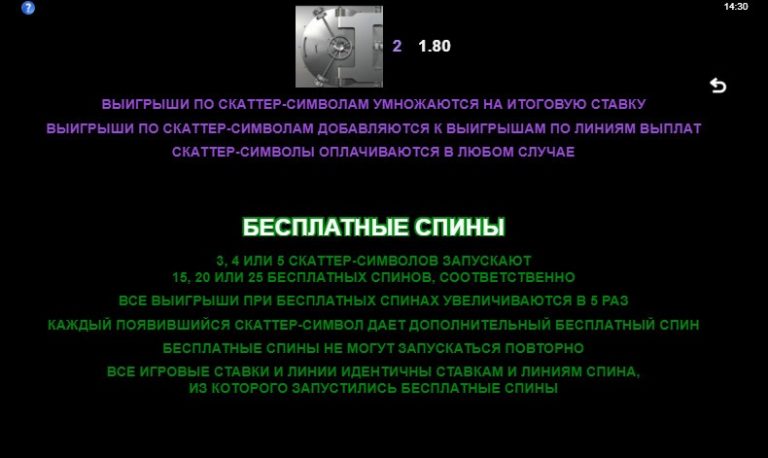 14:30
2 1.80
ВЫИГРЫШИ ПО СКАТТЕР-СИМВОЛАМ УМНОЖАЮТСЯ НА ИТОГОВУЮ СТАВКУ
ВЫИГРЫШИ ПО СКАТТЕР-СИМВОЛАМ ДОБАВЛЯЮТСЯ К ВЫИГРЫШАМ ПО ЛИНИЯМ ВЫПЛАТ
СКАТТЕР-СИМВОЛЫ ОПЛАЧИВАЮТСЯ В ЛЮБОМ СЛУЧАЕ
БЕСПЛАТНЫЕ СПИНЫ
3, 4 ИЛИ 5 СКАТТЕР-СИМВОЛОВ ЗАПУСКАЮТ
15, 20 ИЛИ 25 БЕСПЛАТНЫХ СПИНОВ, СООТВЕТСТВЕННО
ВСЕ ВЫИГРЫШИ ПРИ БЕСПЛАТНЫХ СПИНАХ УВЕЛИЧИВАЮТСЯ В 5 РАЗ
КАЖДЫЙ ПОЯВИВШИЙСЯ СКАТТЕР-СИМВОЛ ДАЕТ ДОПОЛНИТЕЛЬНЫЙ БЕСПЛАТНЫЙ СПИН
БЕСПЛАТНЫЕ СПИНЫ НЕ МОГУТ ЗАПУСКАТЬСЯ ПОВТОРНО
ВСЕ ИГРОВЫЕ СТАВКИ И ЛИНИИ ИДЕНТИЧНЫ СТАВКАМ И ЛИНИЯМ СПИНА,
ИЗ КОТОРОГО ЗАПУСТИЛИСЬ БЕСПЛАТНЫЕ СПИНЫ